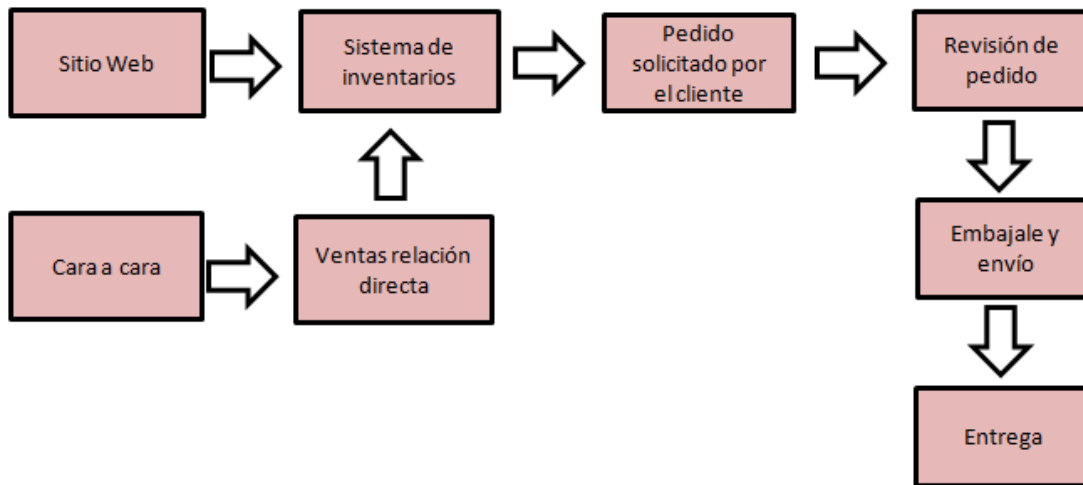 Sitio Web
Sistema de
inventarios
Pedido
solicitado por
el cliente
Revisión de
pedido
Cara a cara
Ventas relación
directa
Embajale y
envío
Entrega